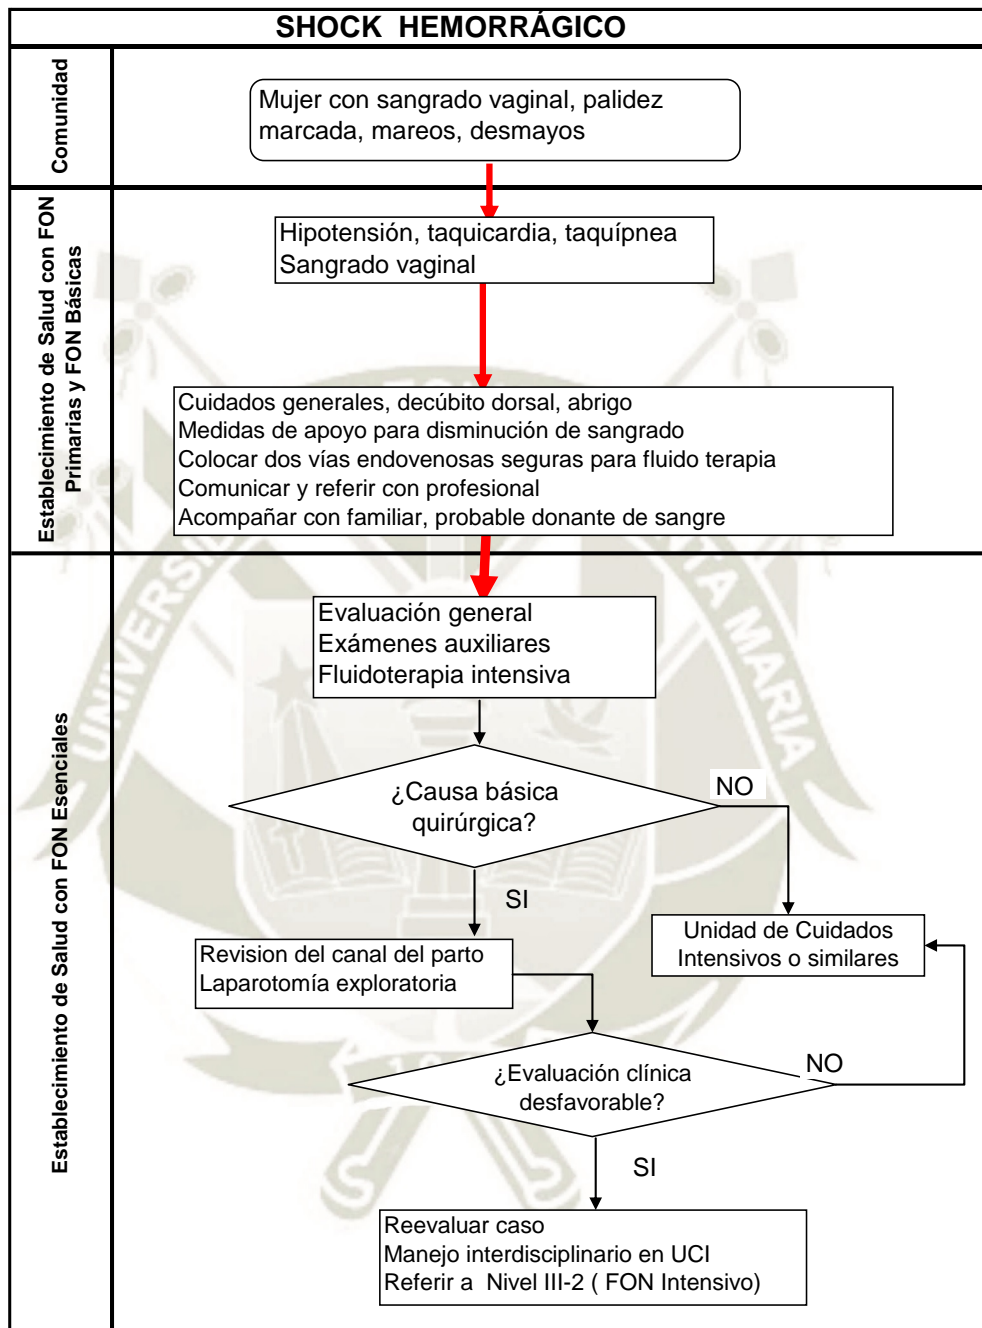 SHOCK HEMORRÁGICO
Comunidad
Mujer con sangrado vaginal, palidez
marcada, mareos, desmayos
Establecimiento de Salud con FON
Primarias y FON Básicas
Hipotensión, taquicardia, taquípnea
Sangrado vaginal
Cuidados generales, decúbito dorsal, abrigo
Medidas de apoyo para disminución de sangrado
Colocar dos vías endovenosas seguras para fluido terapia
Comunicar y referir con profesional
Acompañar con familiar, probable donante de sangre
Establecimiento de Salud con FON Esenciales
Evaluación general
Exámenes auxiliares
Fluidoterapia intensiva
¿Causa básica
quirúrgica?
NO
SI
Unidad de Cuidados
Intensivos o similares
Revision del canal del parto
Laparotomía exploratoria
¿Evaluación clínica
desfavorable?
NO
SI
Reevaluar caso
Manejo interdisciplinario en UCI
Referir a Nivel III-2 ( FON Intensivo)